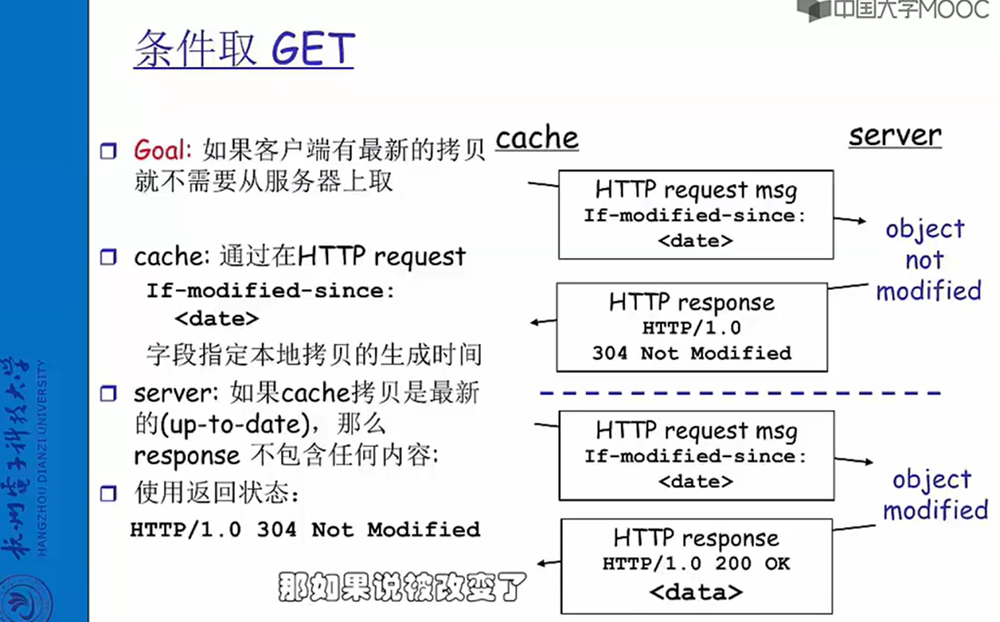 中国大学MOOC
条件取 GET
Goal: 如果客户端有最新的拷贝
就不需要从服务器上取
cache: 通过在HTTP request
If-modified-since:
<date>
字段指定本地拷贝的生成时间
server: 如果cache拷贝是最新
的(up-to-date)，那么
response 不包含任何内容:
使用返回状态:
HTTP/1.0 304 Not Modified
cache
server
HTTP request msg
If-modified-since:
<date>
object
not
modified
HTTP response
HTTP/1.0
304 Not Modified
HTTP request msg
If-modified-since:
<date>
object
modified
HTTP response
HTTP/1.0 200 OK
<data>
那如果说被改变了
杭州电子科技大学
HANGZHOU DIANZI UNIVERSITY